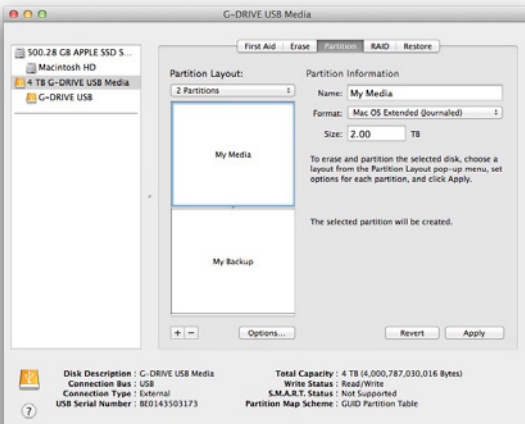 G-DRIVE USB Media
500.28 GB APPLE SSD S...
Macintosh HD
4 TB G-DRIVE USB Media
G-DRIVE USB
First Aid Erase Partition RAID Restore
Partition Layout:
2 Partitions
My Media
My Backup
+ − Options...
Partition Information
Name: My Media
Format: Mac OS Extended (Journaled)
Size: 2.00 TB
To erase and partition the selected disk, choose a
layout from the Partition Layout pop-up menu, set
options for each partition, and click Apply.
The selected partition will be created.
Revert Apply
Disk Description : G-DRIVE USB Media
Connection Bus : USB
Connection Type : External
USB Serial Number : BE0143503173
Total Capacity : 4 TB (4,000,787,030,016 Bytes)
Write Status : Read/Write
S.M.A.R.T. Status : Not Supported
Partition Map Scheme : GUID Partition Table
?